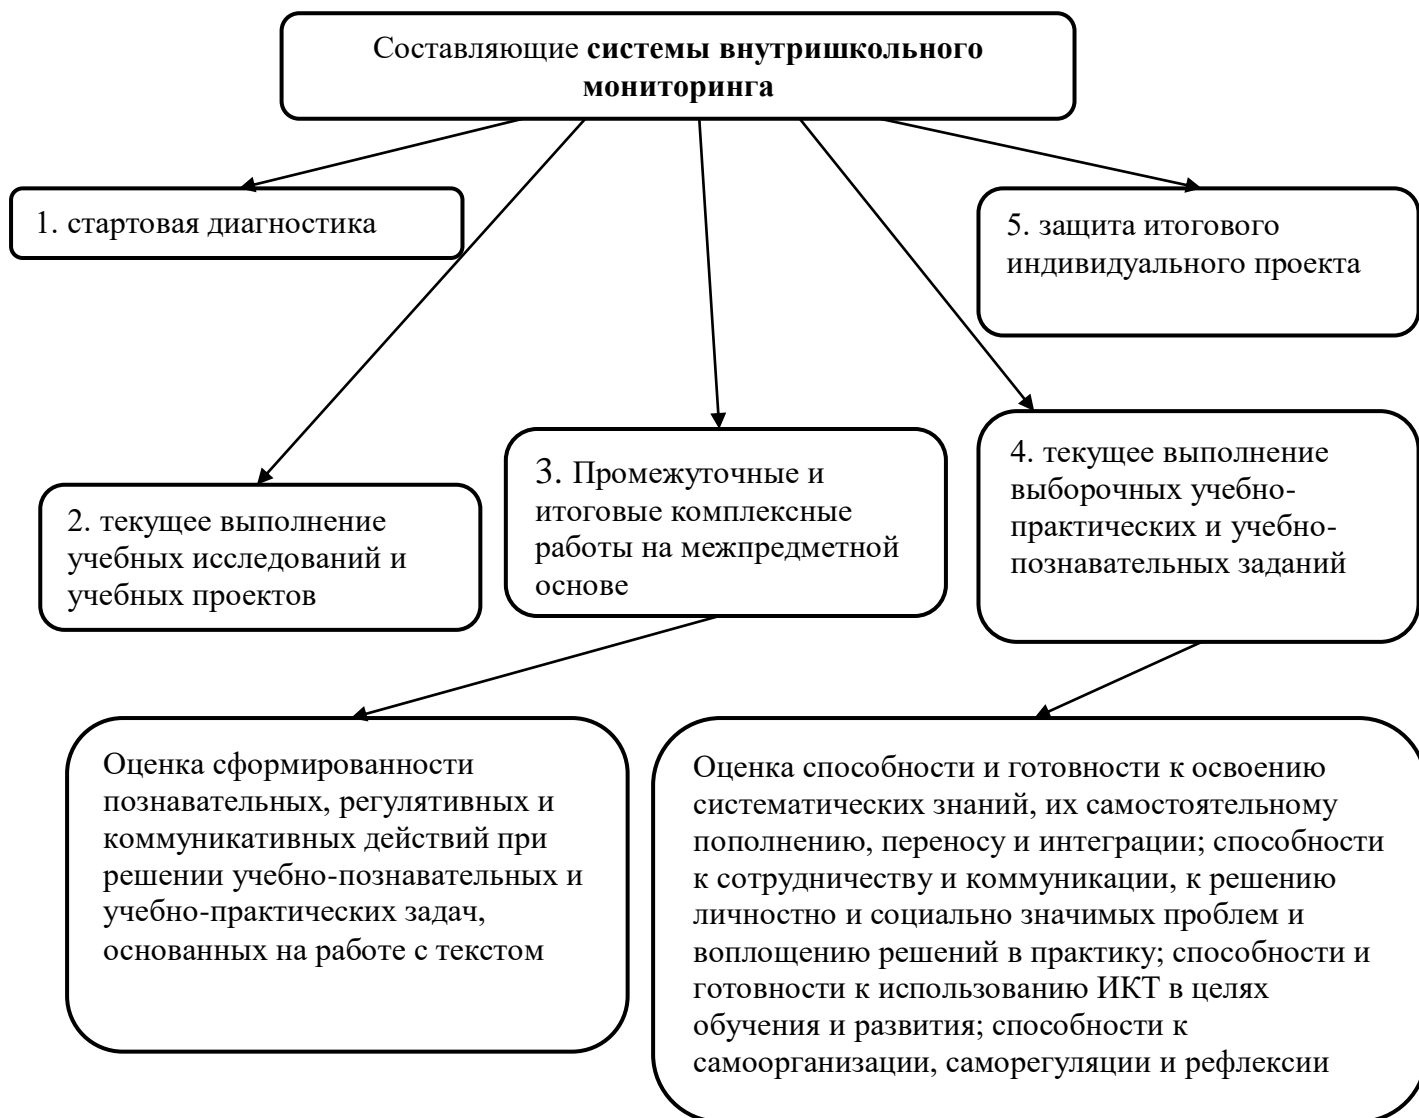 Составляющие системы внутришкольного
мониторинга
1. стартовая диагностика
5. защита итогового
индивидуального проекта
2. текущее выполнение
учебных исследований и
учебных проектов
3. Промежуточные и
итоговые комплексные
работы на межпредметной
основе
4. текущее выполнение
выборочных учебно-
практических и учебно-
познавательных заданий
Оценка сформированности
познавательных, регулятивных и
коммуникативных действий при
решении учебно-познавательных и
учебно-практических задач,
основанных на работе с текстом
Оценка способности и готовности к освоению
систематических знаний, их самостоятельному
пополнению, переносу и интеграции; способности
к сотрудничеству и коммуникации, к решению
личностно и социально значимых проблем и
воплощению решений в практику; способности и
готовности к использованию ИКТ в целях
обучения и развития; способности к
самоорганизации, саморегуляции и рефлексии